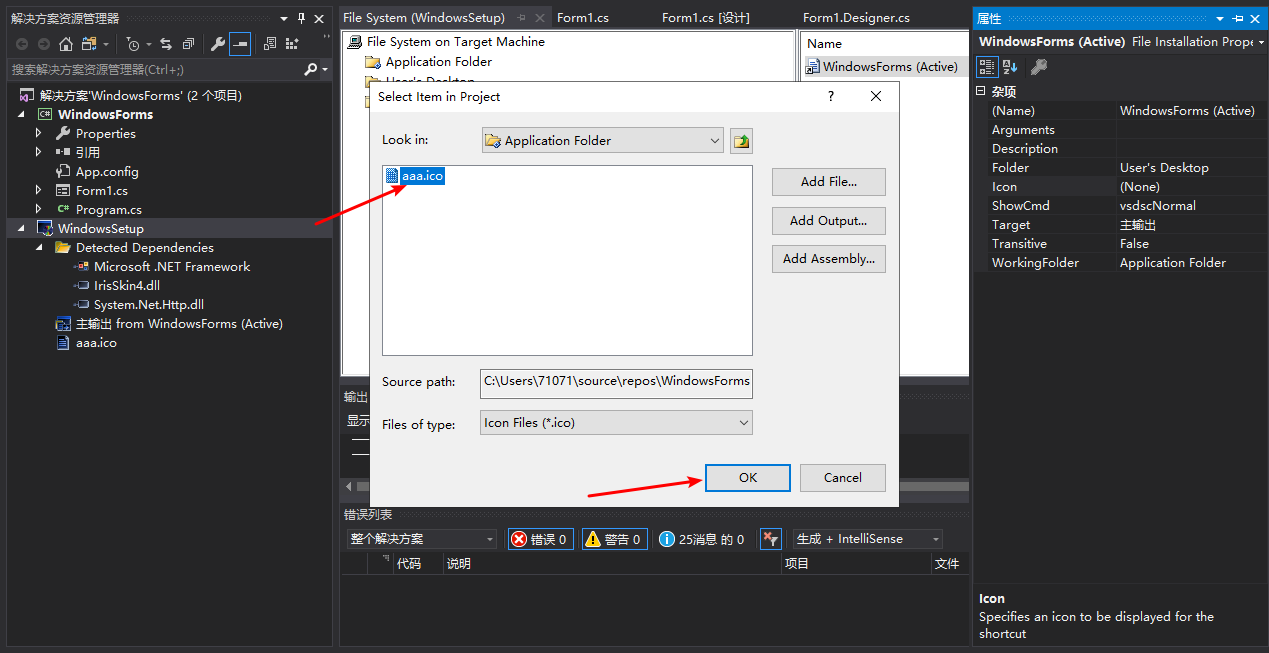 解决方案资源管理器
搜索解决方案资源管理器(Ctrl+;)
解决方案'WindowsForms' (2 个项目)
WindowsForms
Properties
引用
App.config
Form1.cs
Program.cs
WindowsSetup
Detected Dependencies
Microsoft .NET Framework
IrisSkin4.dll
System.Net.Http.dll
主输出 from WindowsForms (Active)
aaa.ico
File System (WindowsSetup)
Form1.cs
Form1.cs [设计]
Form1.Designer.cs
File System on Target Machine
Application Folder
User's Desktop
Name
WindowsForms (Active)
Select Item in Project
?
Look in:
Application Folder
aaa.ico
Add File...
Add Output...
Add Assembly...
Source path:
C:\Users\71071\source\repos\WindowsForms
Files of type:
Icon Files (*.ico)
OK
Cancel
输出
显示
错误列表
整个解决方案
错误 0
警告 0
25消息 的 0
生成 + IntelliSense
代码
说明
项目
文件
属性
WindowsForms (Active) File Installation Prope
杂项
(Name) WindowsForms (Active)
Arguments
Description
Folder User's Desktop
Icon (None)
ShowCmd vsdscNormal
Target 主输出
Transitive False
WorkingFolder Application Folder
Icon
Specifies an icon to be displayed for the
shortcut